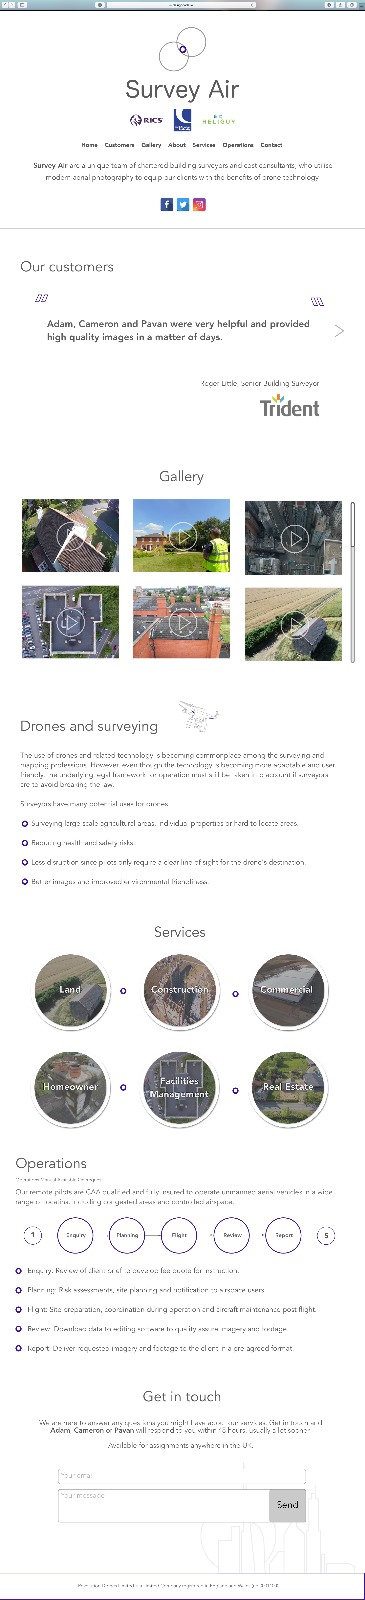 Survey Air
RICS
HELIGUY
Home Customers Gallery About Services Operations Contact
Survey Air are a unique team of chartered building surveyors and cost consultants, who utilise
modern aerial photography to equip our clients with the benefits of drone technology
Our customers
Adam, Cameron and Pavan were very helpful and provided
high quality images in a matter of days.
Roger Little, Senior Building Surveyor
Trident
Gallery
Drones and surveying
The use of drones and related technology is becoming commonplace among the surveying and
mapping professions. However even though the technology is becoming more adaptable and user
friendly, the underlying legal framework for operation must still be taken into account if surveyors
are to avoid breaking the law.
Surveyors have many potential uses for drones
Surveying large scale agricultural areas, individual properties or hard to locate areas.
Reducing health and safety risks.
Less disruption since pilots only require a clear line of sight for the drone's destination.
Better images and improved environmental friendliness.
Services
Land
Construction
Commercial
Homeowner
Facilities
Management
Real Estate
Operations
Our remote pilots are CAA qualified and fully insured to operate unmanned aerial vehicles in a wide
range of locations including congested areas and controlled airspace.
1 Enquiry Planning Flight Review Report 5
Enquiry: Review of client brief to develop fee quote for instruction.
Planning: Risk assessments, site planning and notification to airspace users.
Flight: Site preparation, coordination during operation and aircraft maintenance post flight.
Review: Download data to editing software to quality assure imagery and footage.
Report: Deliver requested imagery and footage to the client in a pre agreed format.
Get in touch
We are here to answer any questions you might have about our services. Get in touch and
Adam, Cameron or Pavan will respond to you within 48 hours, usually a lot sooner.
Available for assignments anywhere in the UK.
Your email
Your message
Send